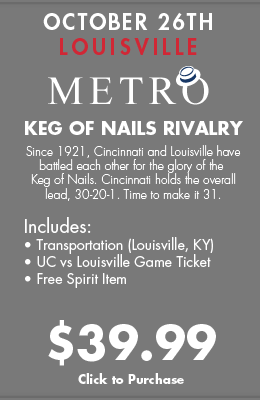 OCTOBER 26TH
LOUISVILLE
METRO
KEG OF NAILS RIVALRY
Since 1921, Cincinnati and Louisville have
battled each other for the glory of the
Keg of Nails. Cincinnati holds the overall
lead, 30-20-1. Time to make it 31.
Includes:
• Transportation (Louisville, KY)
• UC vs Louisville Game Ticket
• Free Spirit Item
$39.99
Click to Purchase